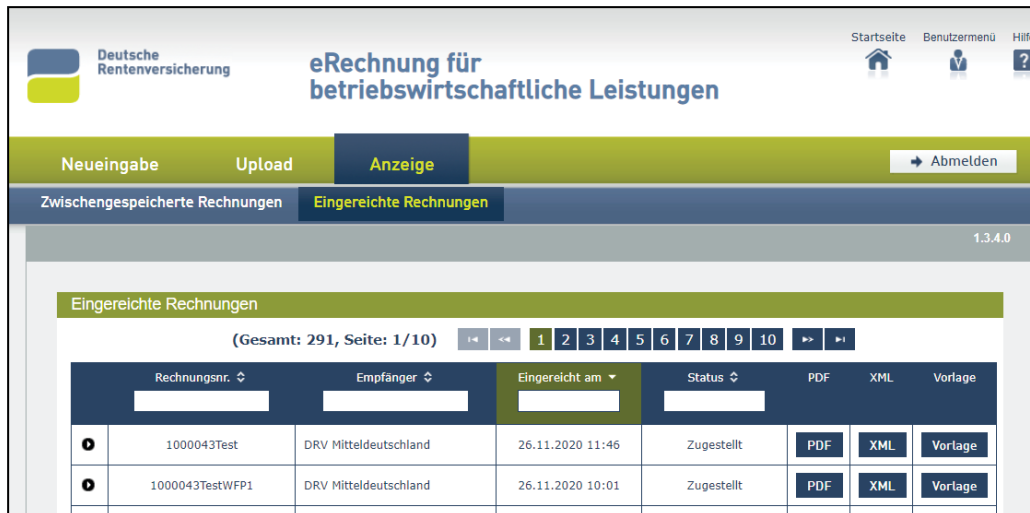 Startseite Benutzermenü
Deutsche
Rentenversicherung
eRechnung für
betriebswirtschaftliche Leistungen
Neueingabe Upload Anzeige Abmelden
Zwischengespeicherte Rechnungen Eingereichte Rechnungen
1.3.4.0
Eingereichte Rechnungen
(Gesamt: 291, Seite: 1/10) 1 2 3 4 5 6 7 8 9 10
Rechnungsnr. Empfänger Eingereicht am Status PDF XML Vorlage
1000043Test DRV Mitteldeutschland 26.11.2020 11:46 Zugestellt PDF XML Vorlage
1000043TestWFP1 DRV Mitteldeutschland 26.11.2020 10:01 Zugestellt PDF XML Vorlage